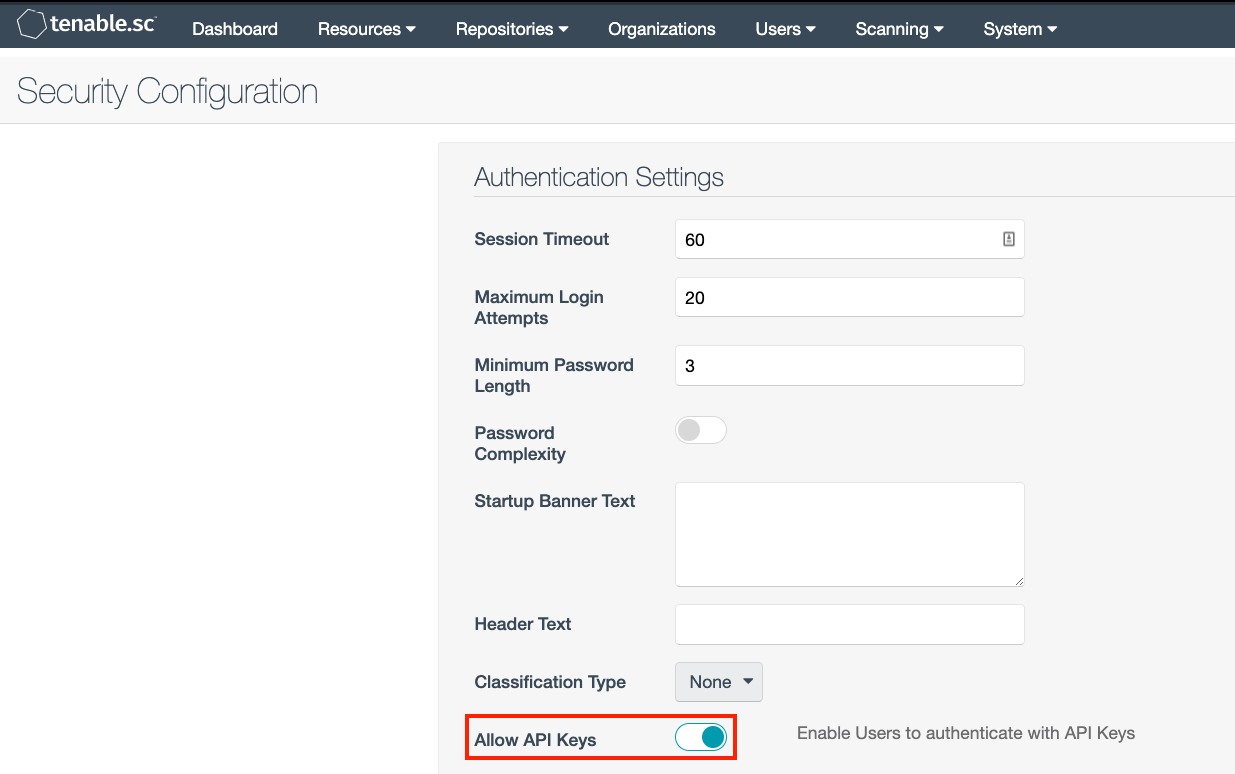 tenable.sc Dashboard Resources Repositories Organizations Users Scanning System
Security Configuration
Authentication Settings
Session Timeout 60
Maximum Login
Attempts
20
Minimum Password
Length
3
Password
Complexity
Startup Banner Text
Header Text
Classification Type None
Allow API Keys Enable Users to authenticate with API Keys